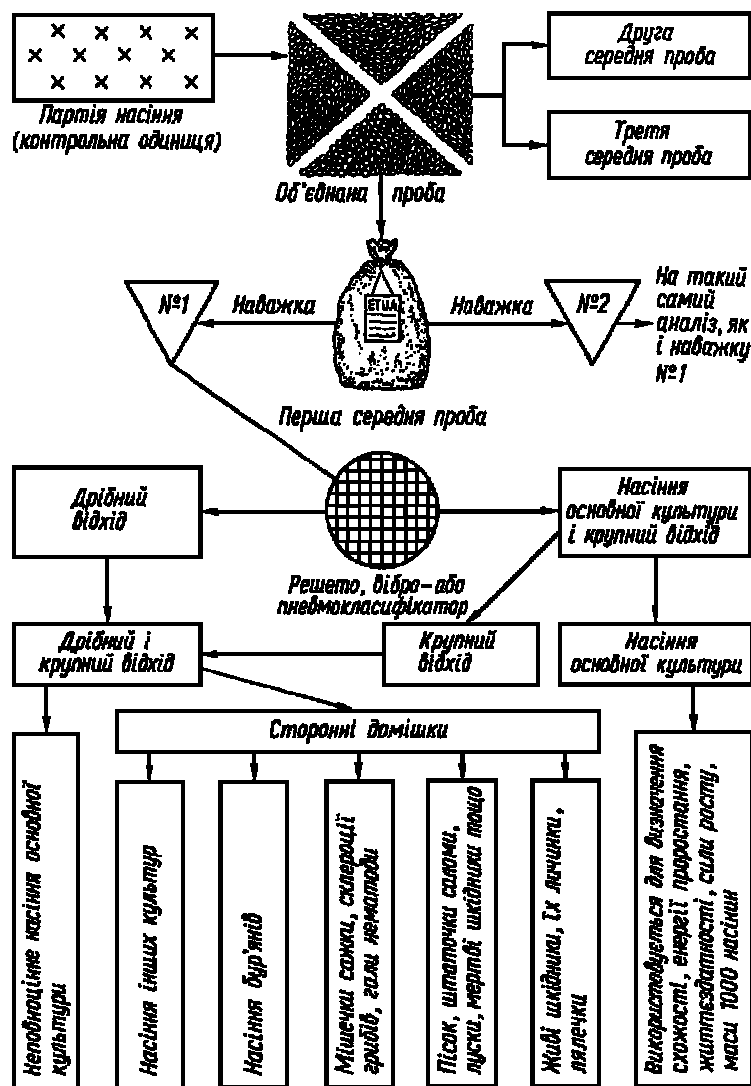 Партія насіння
(контрольна одиниця)
Друга
середня проба
Третя
середня проба
Об'єднана проба
№1
Наважка
ETUA
Наважка
№2
На такий
самий
аналіз, як
і наважку
№1
Перша середня проба
Дрібний
відхід
Насіння
основної культури
і крупний відхід
Решето, вібро-або
пневмокласифікатор
Дрібний і
крупний відхід
Крупний
відхід
Насіння
основної культури
Сторонні домішки
Неповноцінне насіння основної
культури
Насіння інших культур
Насіння бур'янів
Мішечки сажки, склероції
грибів, гали нематоди
Пісок, штаточки соломи,
луски, мертві шкідники тощо
Живі шкідники, їх личинки,
лялечки
Використовується для визначення
схожості, енергії проростання,
життєздатності, сили росту,
маси 1000 насінин